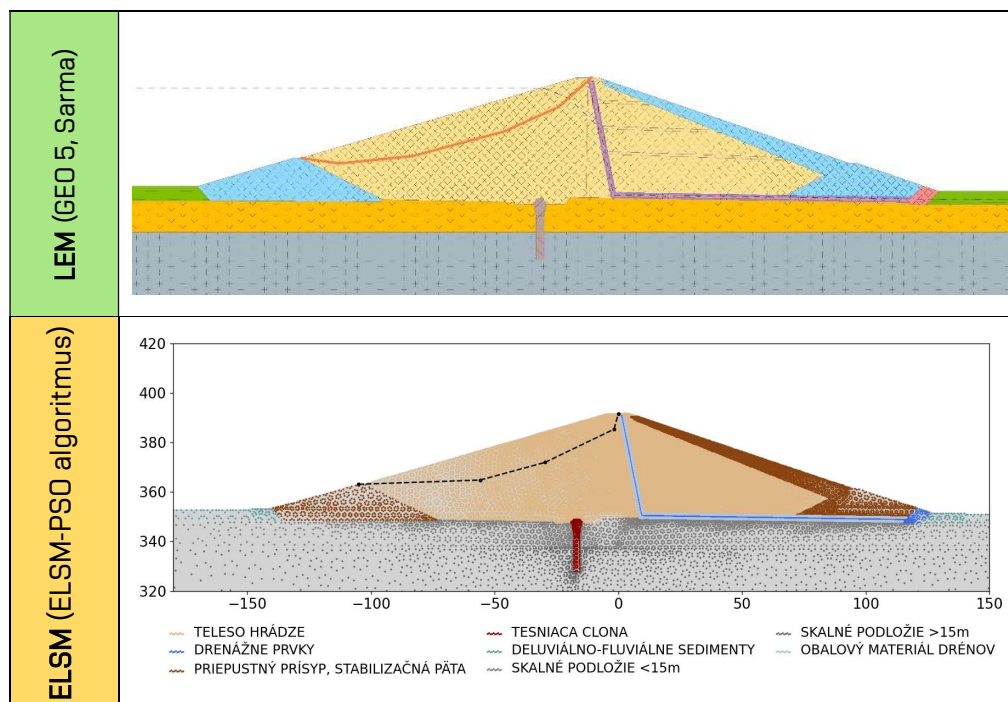 LEM (GEO 5, Sarma)
ELSM (ELSM-PSO algoritmus)
420
400
380
360
340
320
−150
−100
−50
0
50
100
150
TELESO HRÁDZE
DRENÁŽNE PRVKY
PRIEPUSTNÝ PRÍSYP, STABILIZAČNÁ PÄTA
TESNIACA CLONA
DELUVIÁLNO-FLUVIÁLNE SEDIMENTY
SKALNÉ PODLOŽIE <15m
SKALNÉ PODLOŽIE >15m
OBALOVÝ MATERIÁL DRÉNOV